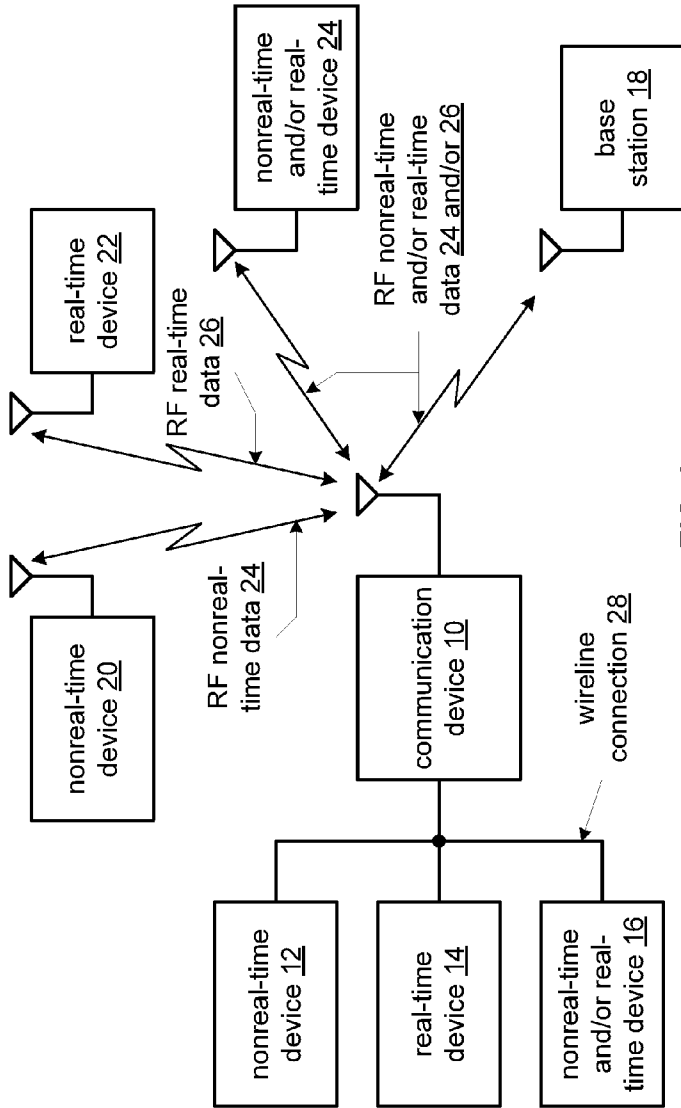 nonreal-time
device 20
real-time
device 22
RF nonreal-
time data 24
RF real-time
data 26
nonreal-time
device 12
nonreal-time
and/or real-
time device 24
real-time
device 14
communication
device 10
RF nonreal-time
and/or real-time
data 24 and/or 26
nonreal-time
and/or real-
time device 16
wireline
connection 28
base
station 18